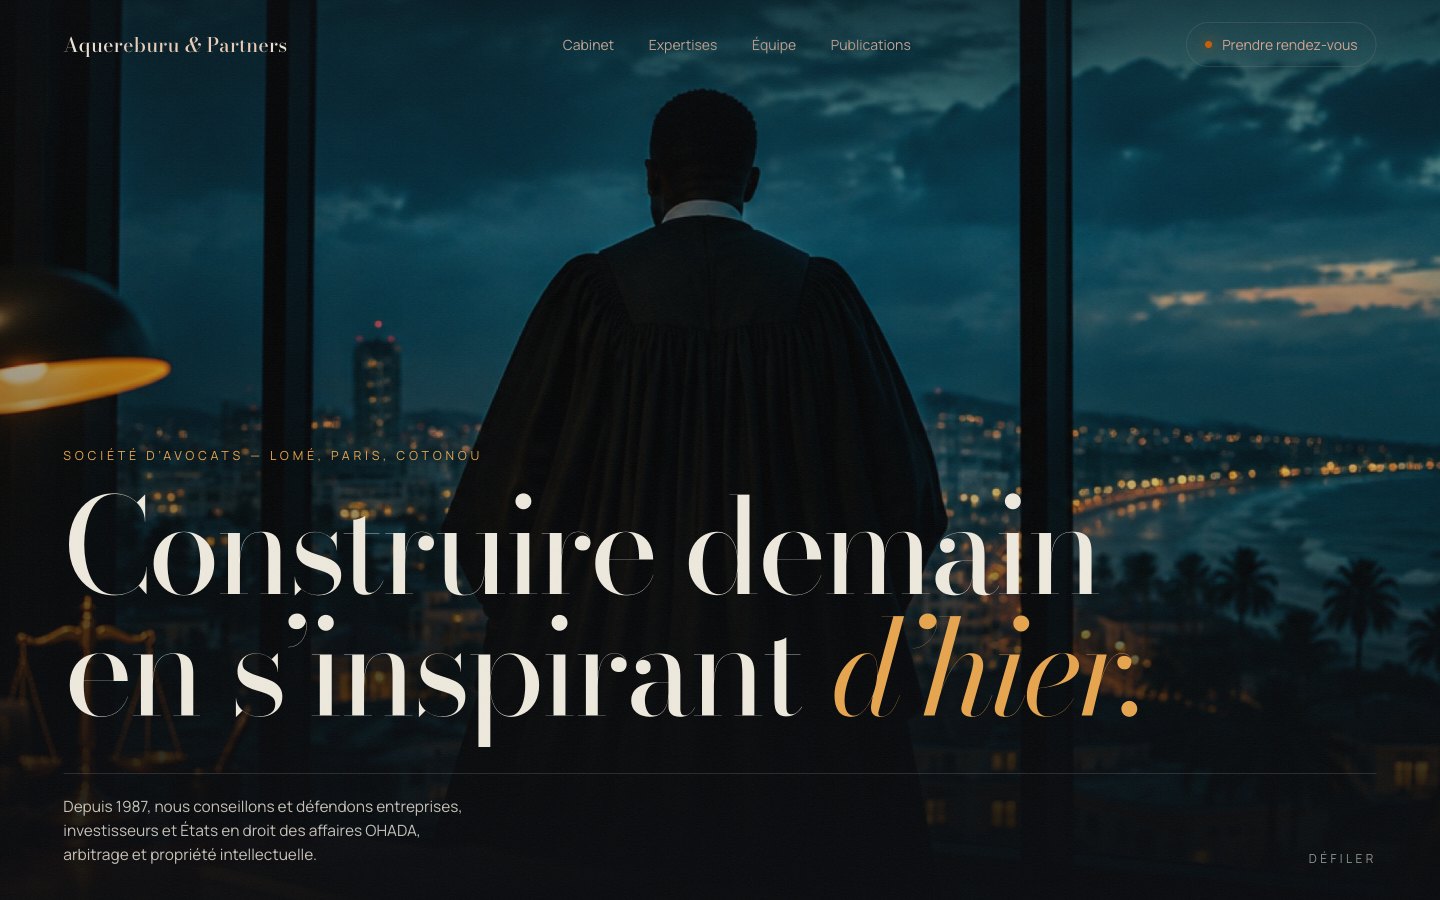 Aquereburu & Partners
Cabinet
Expertises
Équipe
Publications
Prendre rendez-vous
SOCIÉTÉ D'AVOCATS — LOMÉ, PARIS, COTONOU
Construire demain
en s'inspirant d'hier.
Depuis 1987, nous conseillons et défendons entreprises,
investisseurs et États en droit des affaires OHADA,
arbitrage et propriété intellectuelle.
DÉFILER